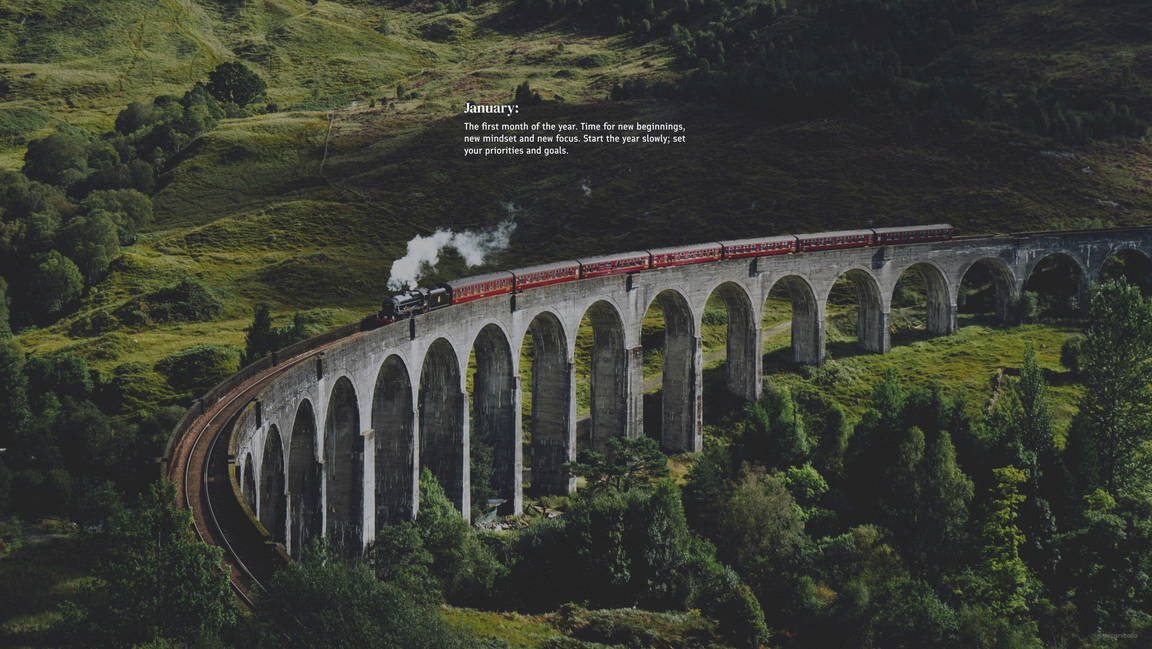 January:
The first month of the year. Time for new beginnings,
new mindset and new focus. Start the year slowly; set
your priorities and goals.